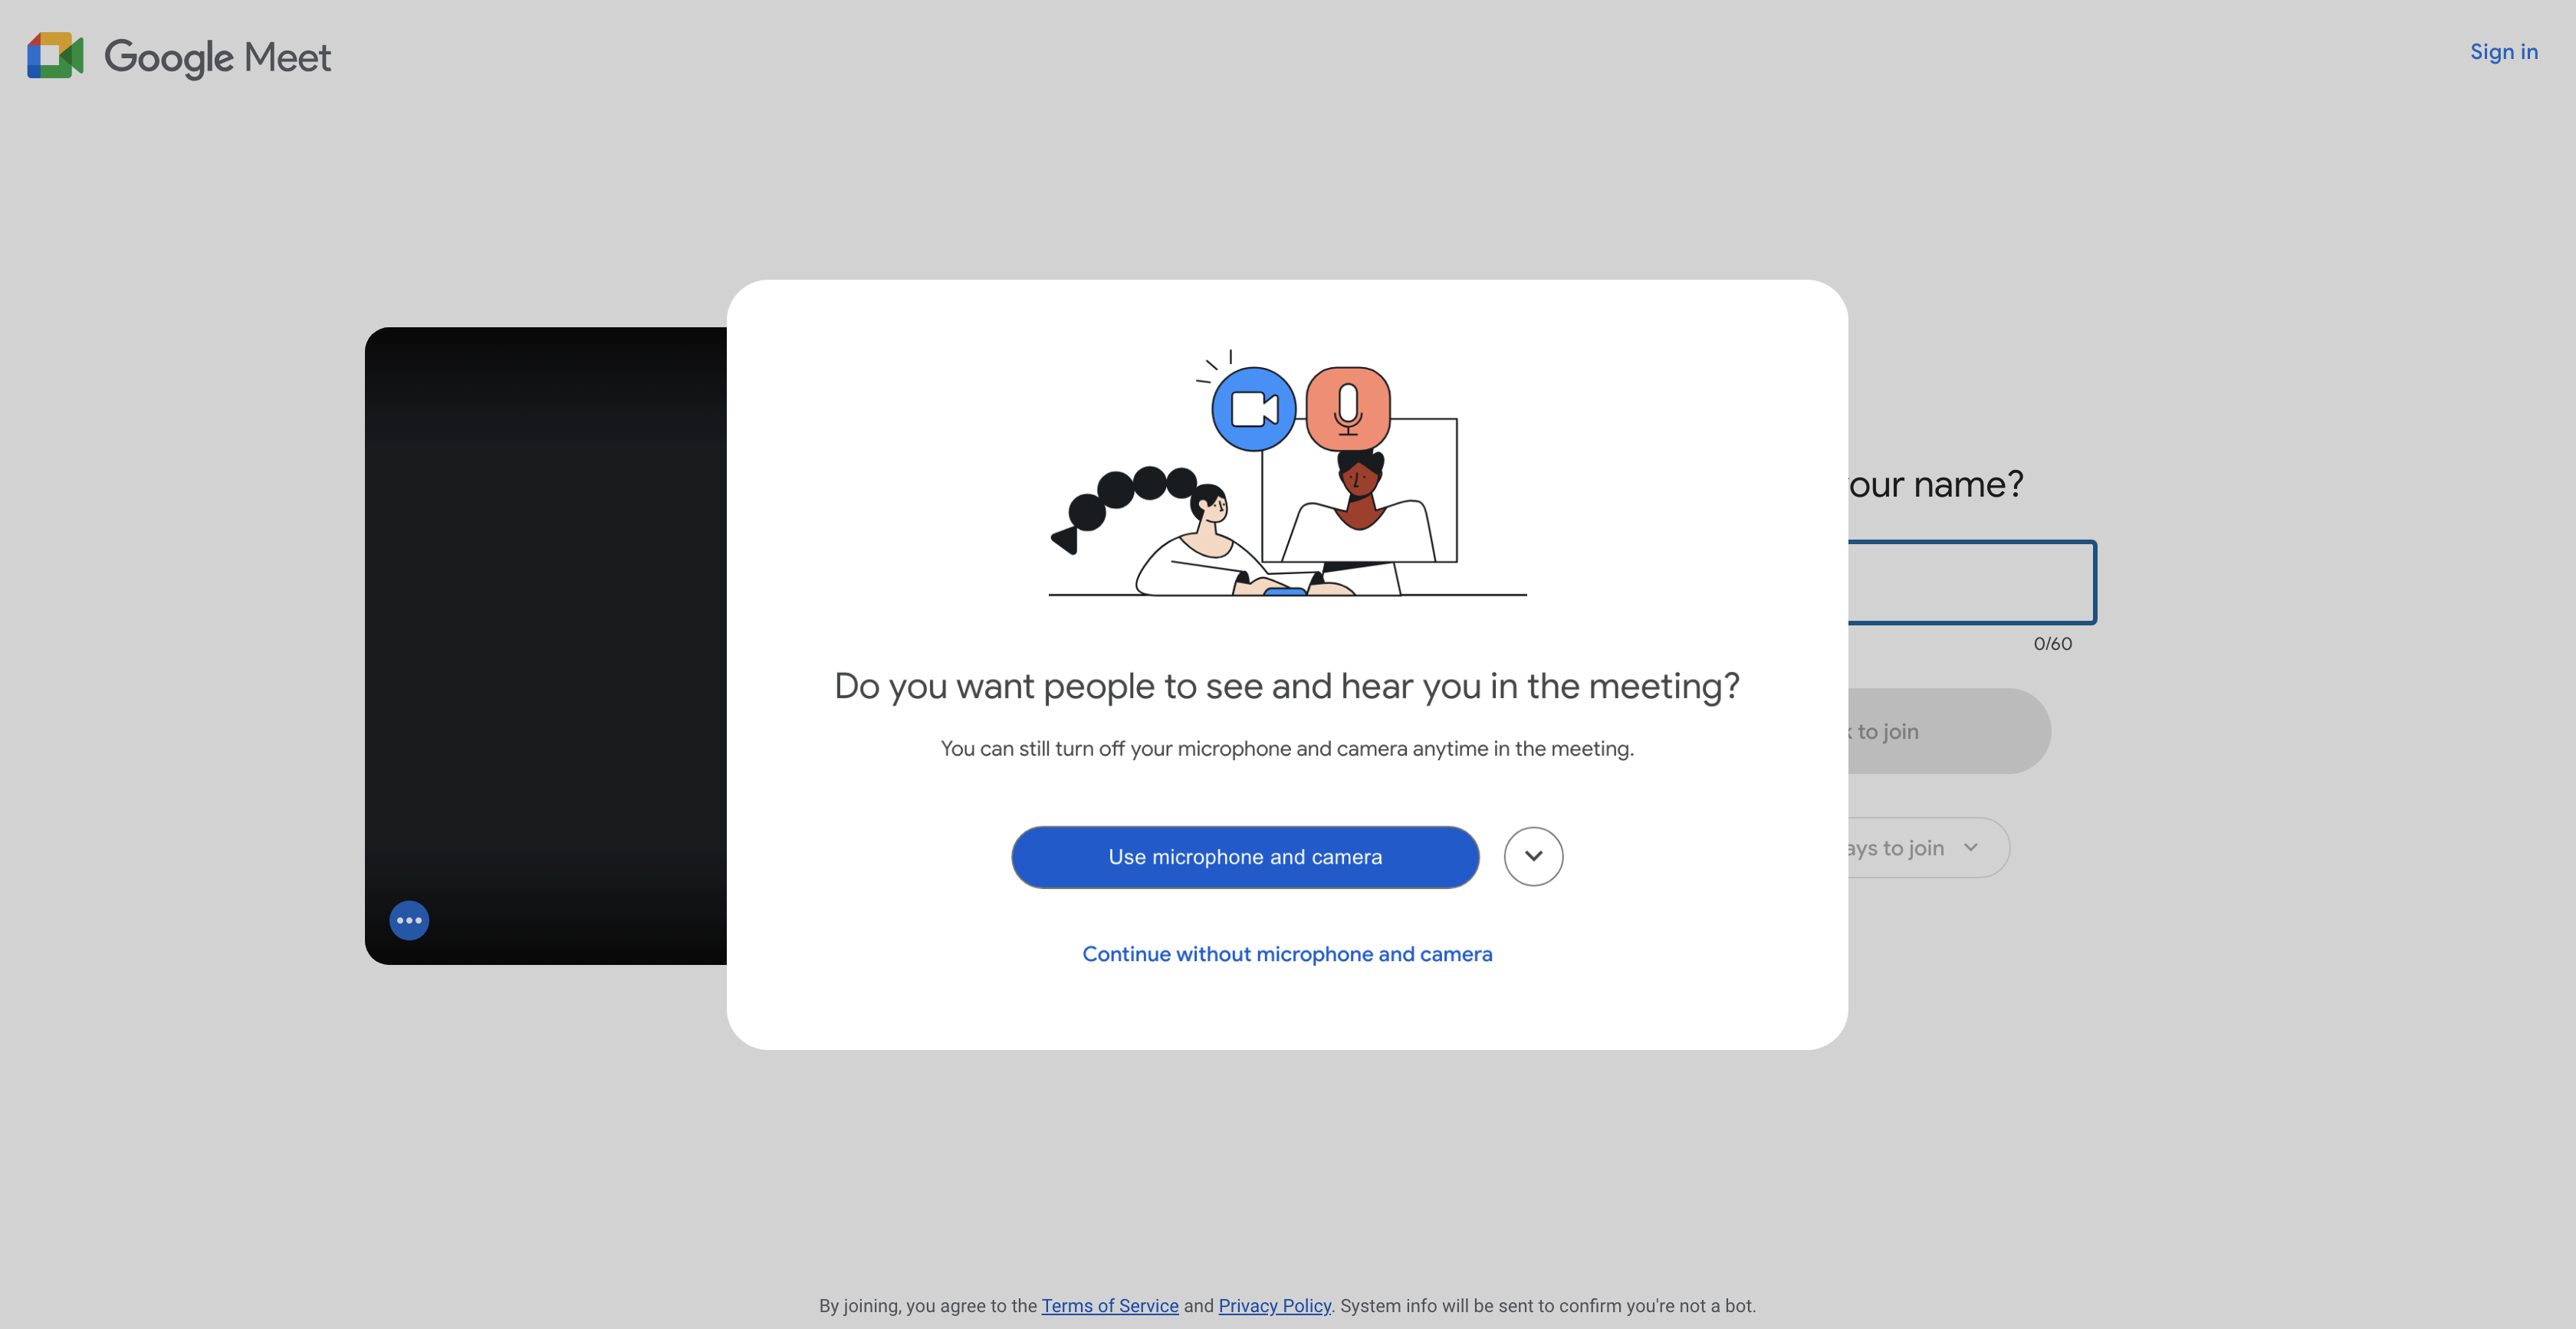 Google Meet
Sign in
Do you want people to see and hear you in the meeting?
You can still turn off your microphone and camera anytime in the meeting.
Use microphone and camera
Continue without microphone and camera
our name?
0/60
to join
ays to join
By joining, you agree to the Terms of Service and Privacy Policy. System info will be sent to confirm you're not a bot.